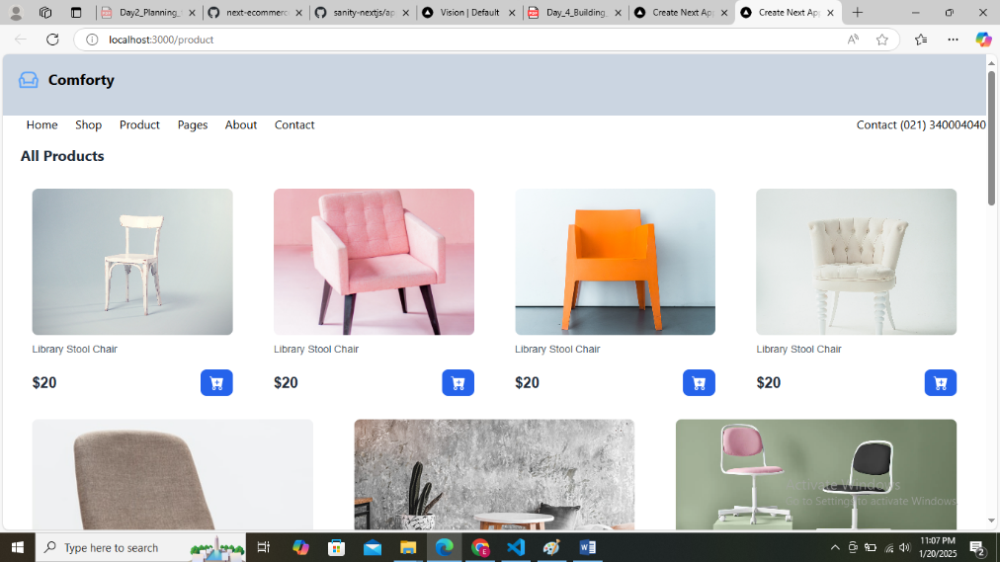 Day2_Planning_
next-ecommerc
sanity-nextjs/ap
Vision | Default
Day_4_Building_
Create Next Ap
Create Next Ap
localhost:3000/product
Comforty
Home Shop Product Pages About Contact
Contact (021) 340004040
All Products
Library Stool Chair
Library Stool Chair
Library Stool Chair
Library Stool Chair
$20
$20
$20
$20
Activate Windows
Go to Settings to activate Windows
Type here to search
11:07 PM
1/20/2025
2